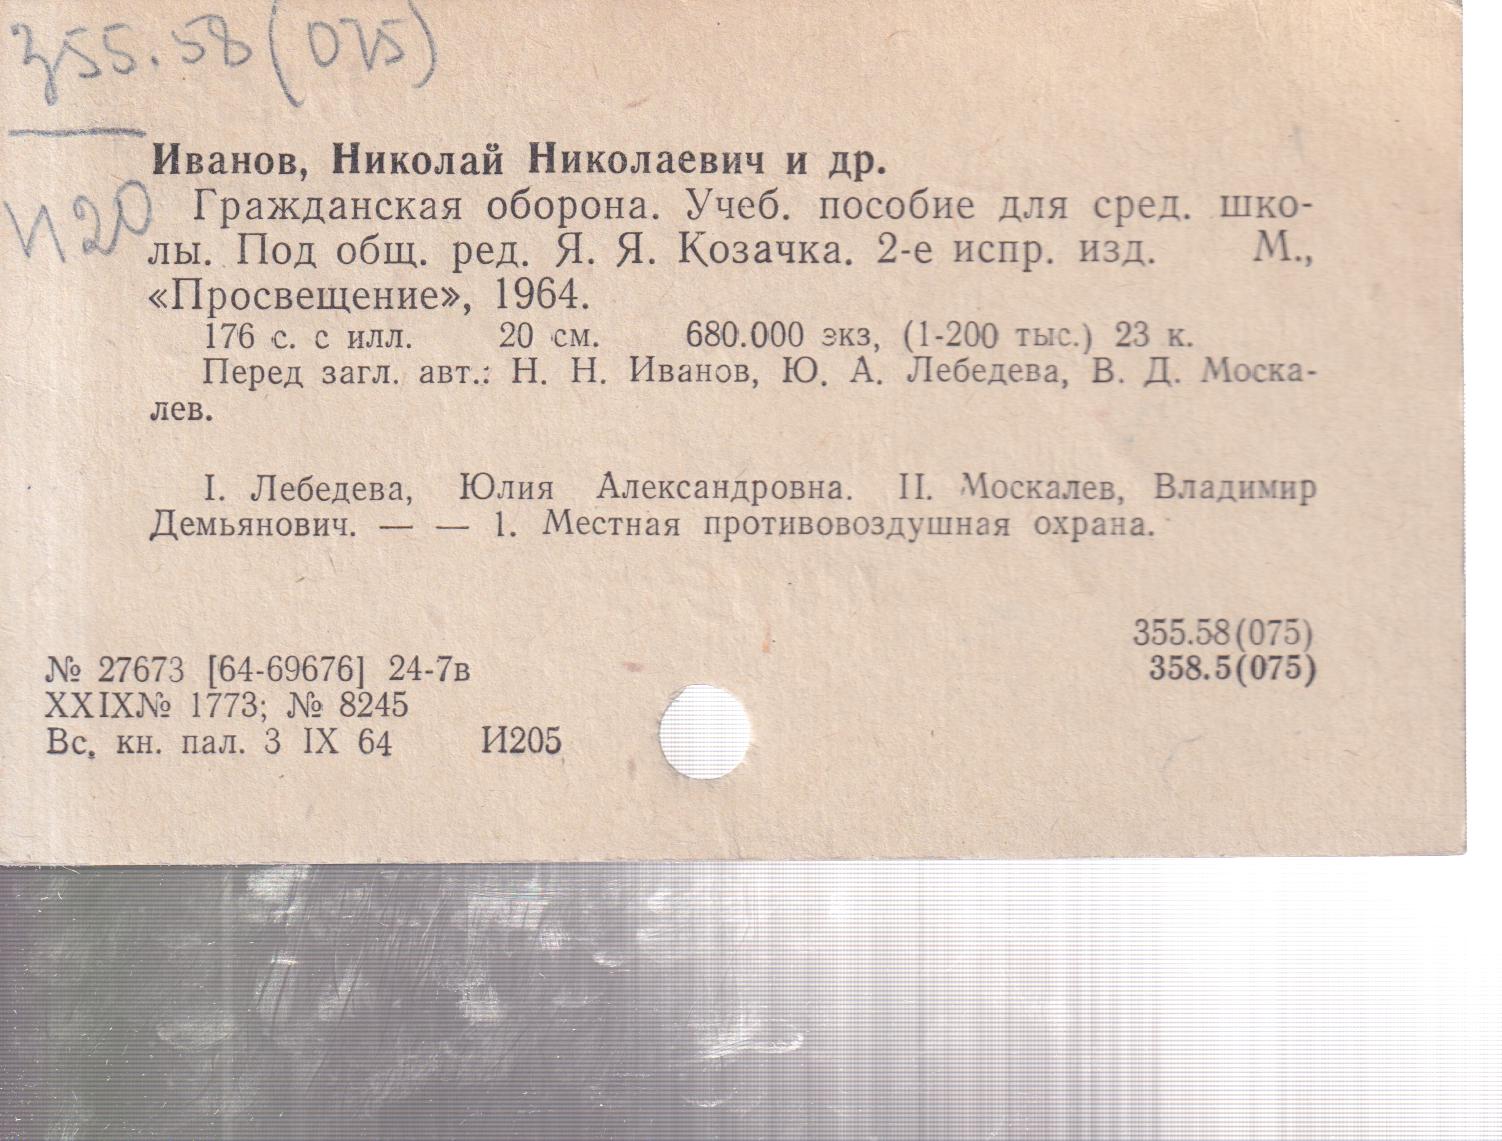 355.58(075)
Иванов, Николай Николаевич и др.
И20
Гражданская оборона. Учеб. пособие для сред. шко-
лы. Под общ. ред. Я. Я. Козачка. 2-е испр. изд. М.,
«Просвещение», 1964.
176 с. с илл. 20 см. 680.000 экз, (1-200 тыс.) 23 к.
Перед загл. авт.: Н. Н. Иванов, Ю. А. Лебедева, В. Д. Моска-
лев.
I. Лебедева, Юлия Александровна. II. Москалев, Владимир
Демьянович. — — 1. Местная противовоздушная охрана.
355.58(075)
№ 27673 [64-69676] 24-7в
358.5(075)
XXIX№ 1773; № 8245
Вс. кн. пал. 3 IX 64 И205